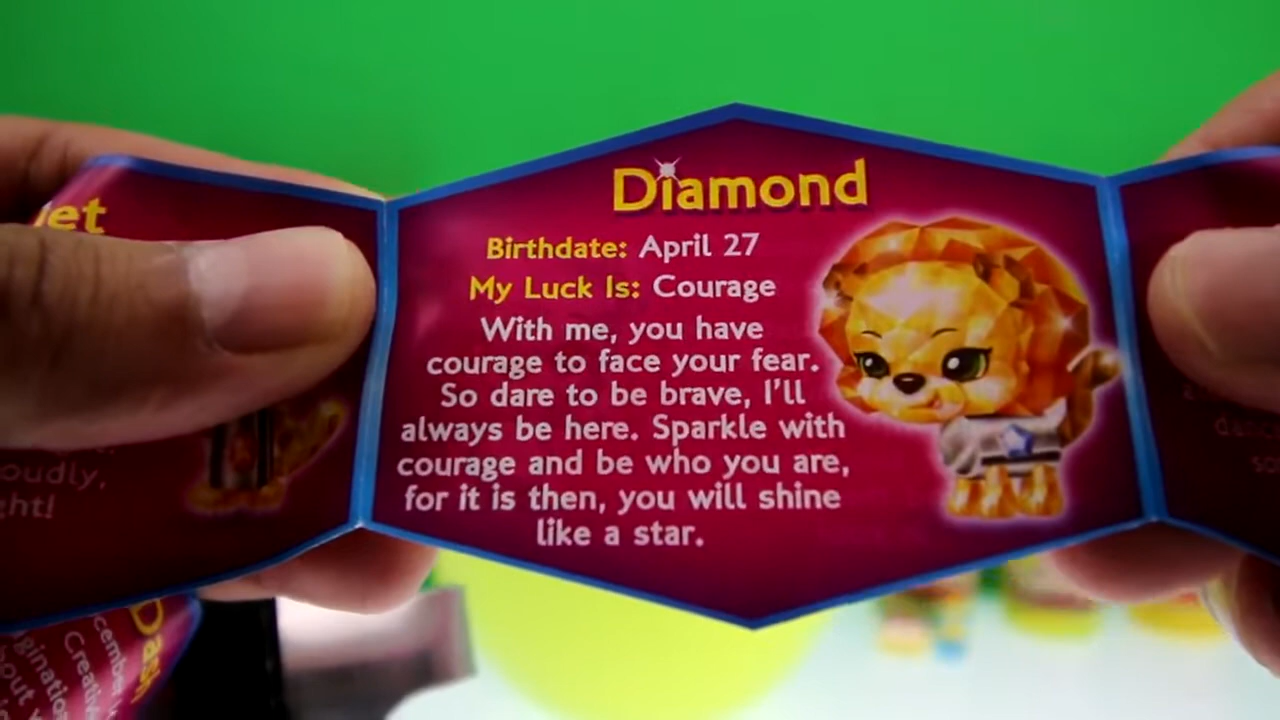 Diamond
Birthdate: April 27
My Luck Is: Courage
With me, you have
courage to face your fear.
So dare to be brave, I'll
always be here. Sparkle with
courage and be who you are,
for it is then, you will shine
like a star.